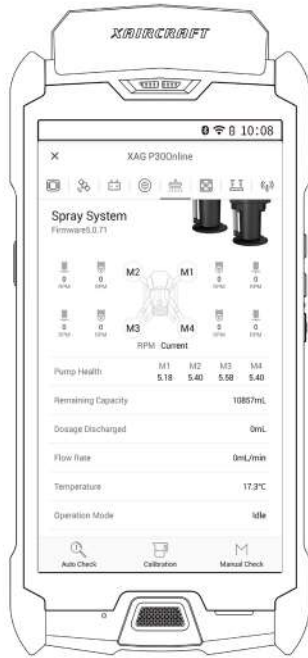 XAIRCRAFT
10:08
XAG P30Online
Spray System
Firmware5.0.71
M2 M1
0 0 0 0
RPM RPM RPM RPM
M3 M4
0 0 0 0
RPM RPM RPM RPM
RPM Current
Pump Health M1 M2 M3 M4
5.18 5.40 5.58 5.40
Remaining Capacity 10857mL
Dosage Discharged 0mL
Flow Rate 0mL/min
Temperature 17.3°C
Operation Mode Idle
Auto Check Calibration Manual Check